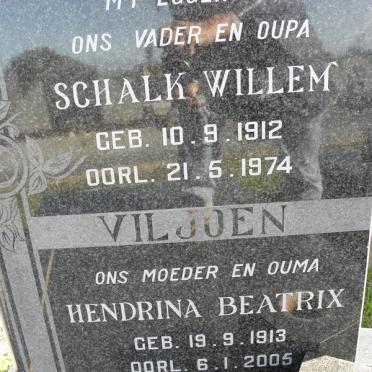 ONS VADER EN OUPA
SCHALK WILLEM
GEB. 10.9.1912
OORL. 21.5.1974
VILJOEN
ONS MOEDER EN OUMA
HENDRINA BEATRIX
GEB. 19.9.1913
OORL. 6.1.2005